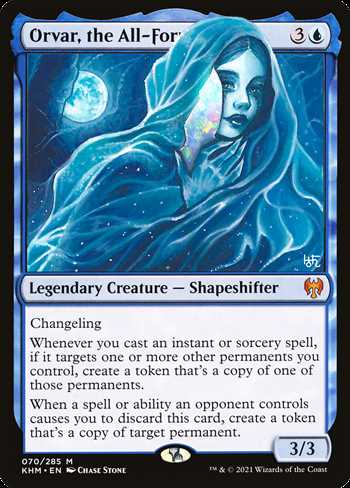 Orvar, the All-For
3
Legendary Creature — Shapeshifter
Changeling
Whenever you cast an instant or sorcery spell,
if it targets one or more other permanents you
control, create a token that's a copy of one of
those permanents.
When a spell or ability an opponent controls
causes you to discard this card, create a token
that's a copy of target permanent.
3/3
070/285 M
KHM • EN CHASE STONE
™ & © 2021 Wizards of the Coast